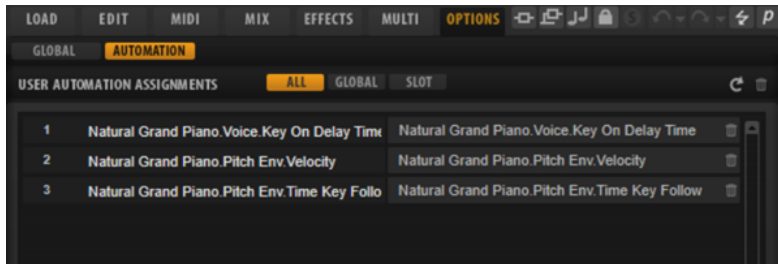 LOAD EDIT MIDI MIX EFFECTS MULTI OPTIONS S p
GLOBAL AUTOMATION
USER AUTOMATION ASSIGNMENTS ALL GLOBAL SLOT
1 Natural Grand Piano.Voice.Key On Delay Time Natural Grand Piano.Voice.Key On Delay Time
2 Natural Grand Piano.Pitch Env.Velocity Natural Grand Piano.Pitch Env.Velocity
3 Natural Grand Piano.Pitch Env.Time Key Follo Natural Grand Piano.Pitch Env.Time Key Follow